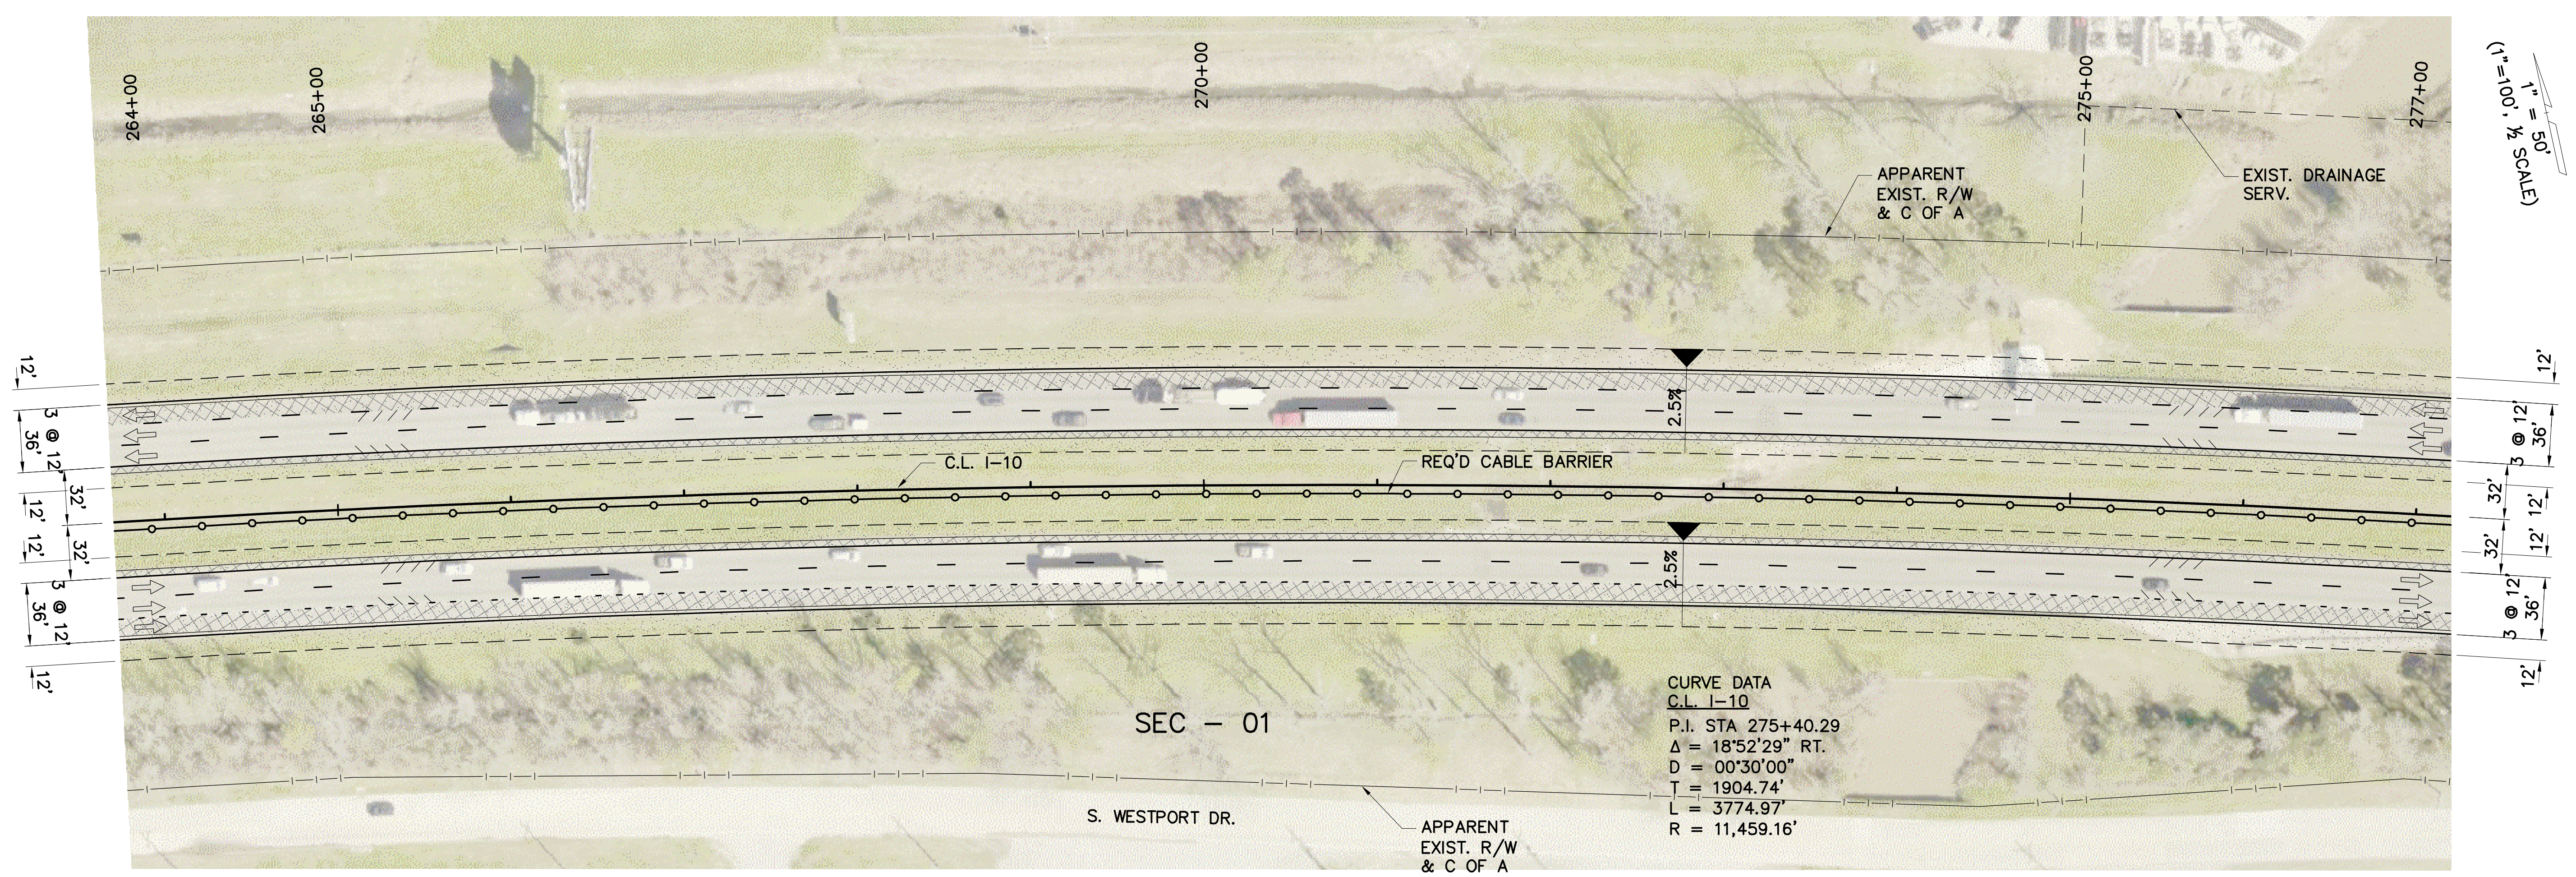 264+00
265+00
270+00
275+00
277+00
1" = 50'
(1"=100', ½ SCALE)
APPARENT
EXIST. R/W
& C OF A
EXIST. DRAINAGE
SERV.
12'
3 @ 12'
36'
32'
12'
12'
32'
3 @ 12'
36'
12'
2.5%
C.L. I-10
REQ'D CABLE BARRIER
2.5%
12'
3 @ 12'
36'
32'
12'
32'
12'
3 @ 12'
36'
12'
SEC - 01
CURVE DATA
C.L. I-10
P.I. STA 275+40.29
Δ = 18°52'29" RT.
D = 00°30'00"
T = 1904.74'
L = 3774.97'
R = 11,459.16'
S. WESTPORT DR.
APPARENT
EXIST. R/W
& C OF A